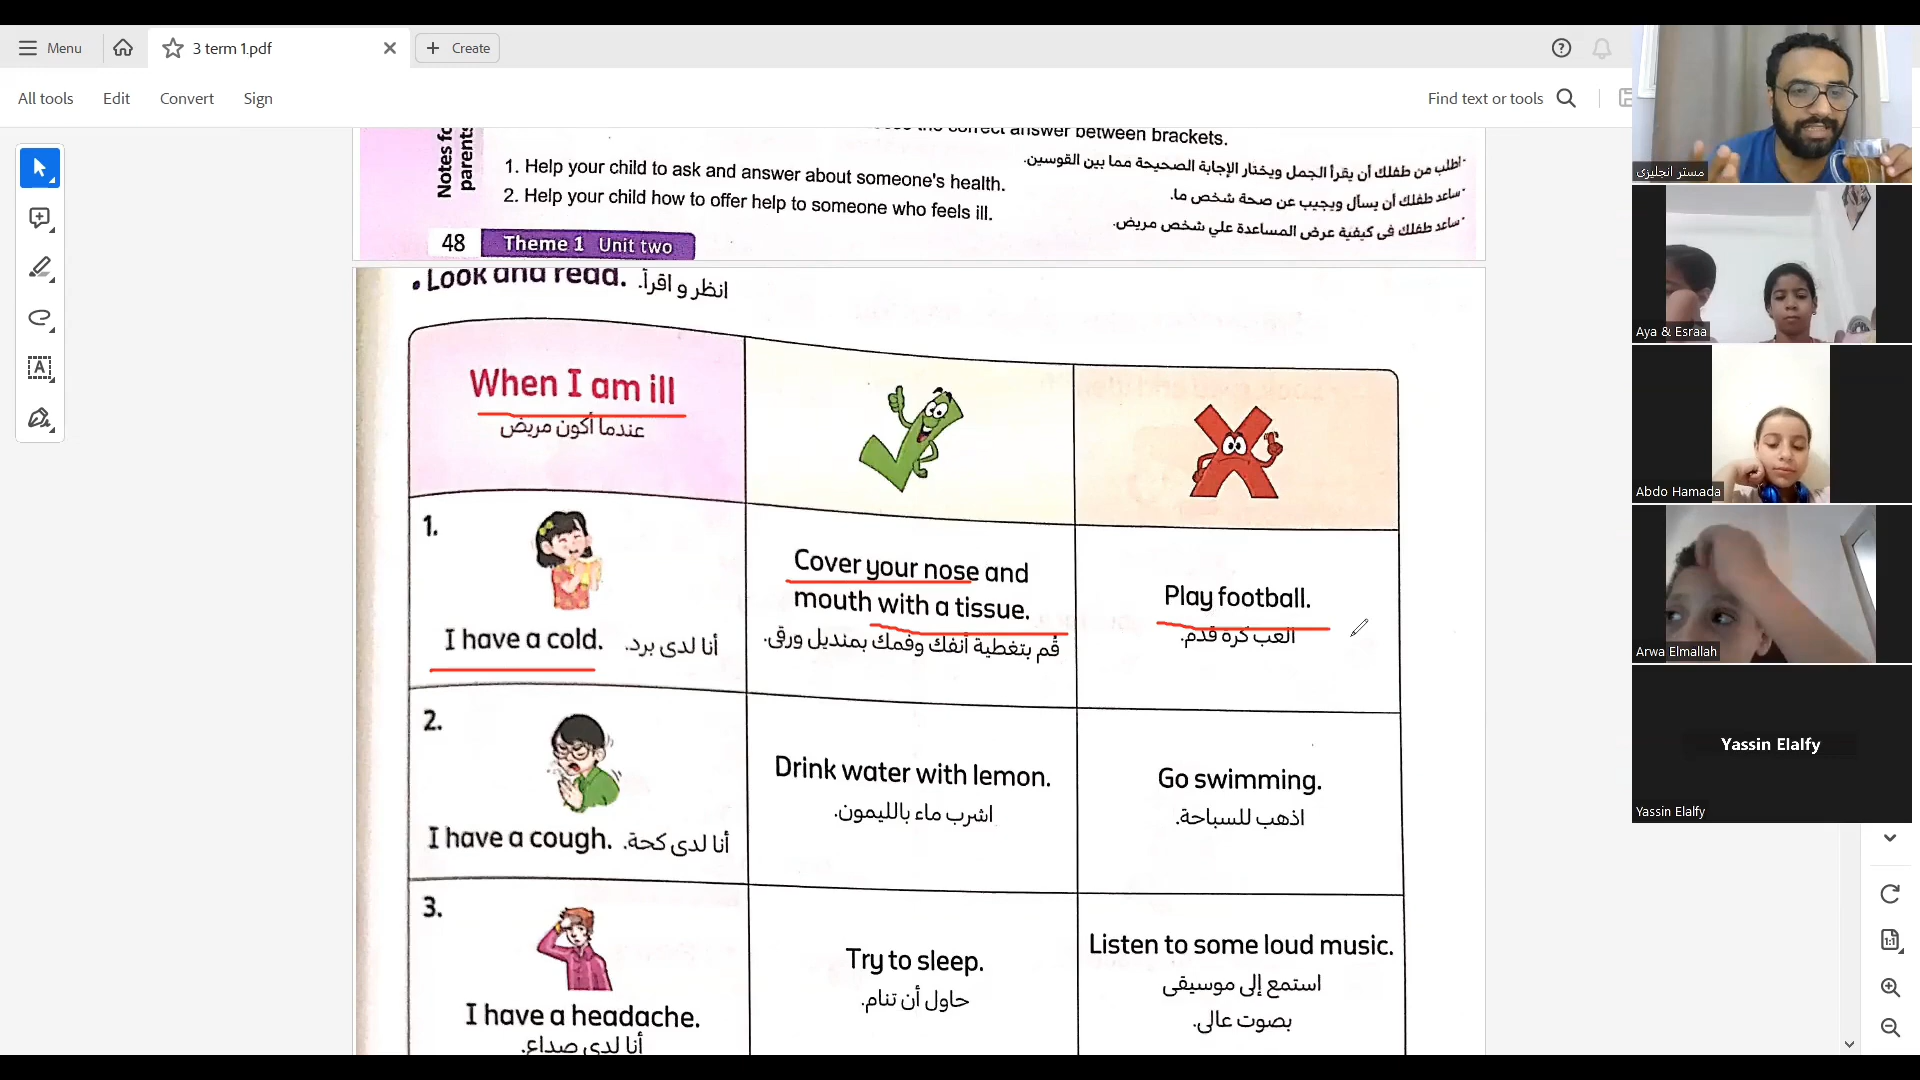 Menu
3 term 1.pdf
Create
All tools
Edit
Convert
Sign
Find text or tools
Notes
parents
correct answer between brackets.
1. Help your child to ask and answer about someone's health.
2. Help your child how to offer help to someone who feels ill.
اطلب من طفلك أن يقرأ الجمل ويختار الإجابة الصحيحة مما بين القوسين.
ساعد طفلك أن يسأل ويجيب عن صحة شخص ما.
ساعد طفلك فى كيفية عرض المساعدة علي شخص مريض.
48 Theme 1 Unit two
• Look and read. انظر و اقرأ.
When I am ill
عندما أكون مريض
1.
I have a cold. أنا لدى برد.
Cover your nose and
mouth with a tissue.
قُم بتغطية أنفك وفمك بمنديل ورقى.
Play football.
العب كرة قدم.
2.
I have a cough. أنا لدى كحة.
Drink water with lemon.
اشرب ماء بالليمون.
Go swimming.
اذهب للسباحة.
3.
I have a headache.
أنا لدى صداع.
Try to sleep.
حاول أن تنام.
Listen to some loud music.
استمع إلى موسيقى
بصوت عالى.
مستر انجليزى
Aya & Esraa
Abdo Hamada
Arwa Elmallah
Yassin Elalfy
Yassin Elalfy